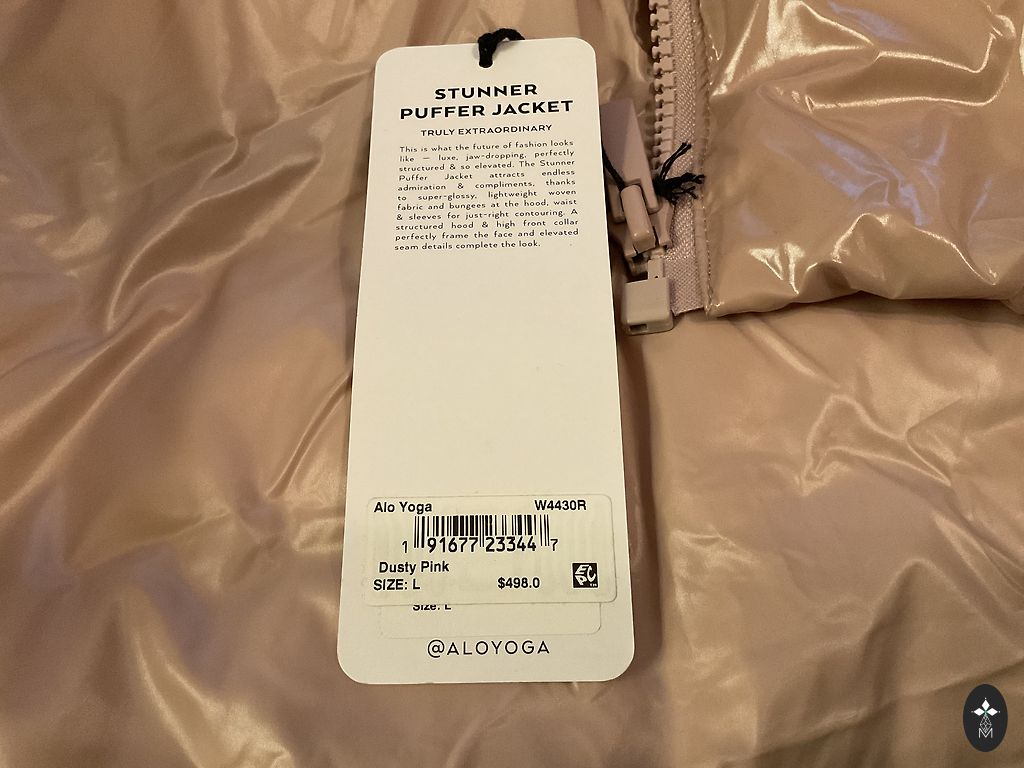 STUNNER
PUFFER JACKET
TRULY EXTRAORDINARY
This is what the future of fashion looks
like — luxe, jaw-dropping, perfectly
structured & so elevated. The Stunner
Puffer Jacket attracts endless
admiration & compliments, thanks
to super-glossy, lightweight woven
fabric and bungees at the hood, waist
& sleeves for just-right contouring. A
structured hood & high front collar
perfectly frame the face and elevated
seam details complete the look.
Alo Yoga W4430R
1 91677 23344 7
Dusty Pink
SIZE: L $498.0
EPC
Size: L
@ALOYOGA
M